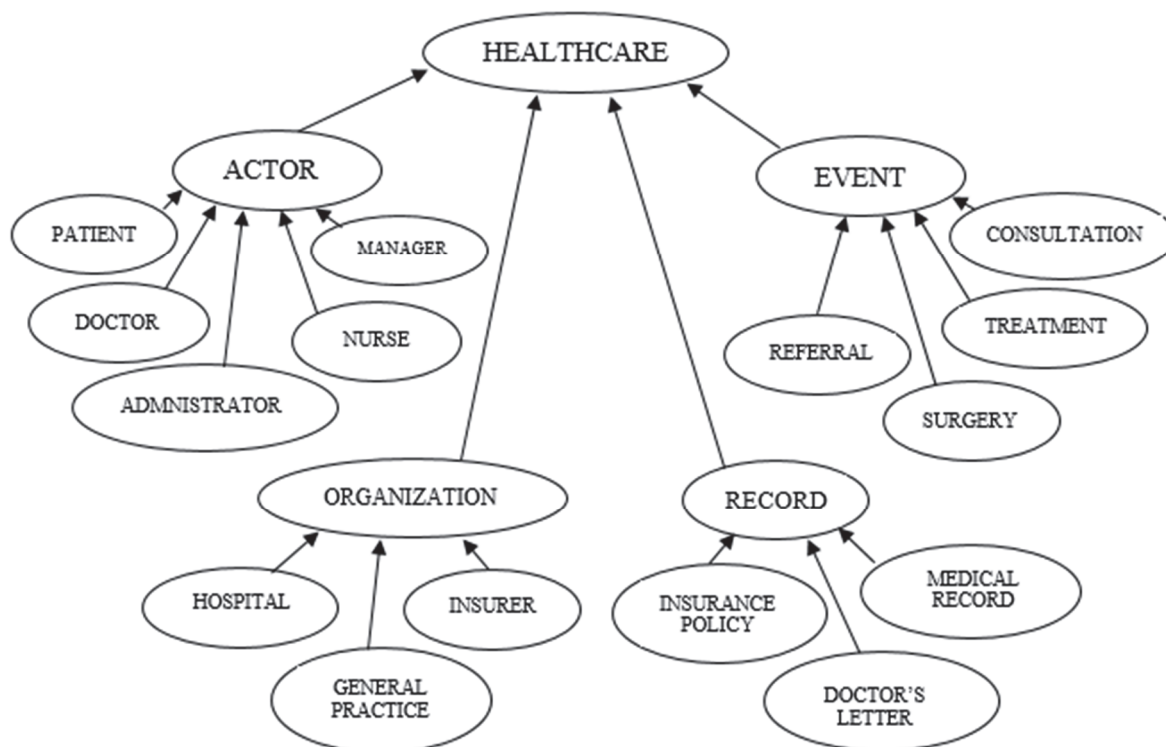 HEALTHCARE
ACTOR
EVENT
PATIENT
MANAGER
CONSULTATION
DOCTOR
NURSE
REFERRAL
TREATMENT
ADMNISTRATOR
SURGERY
ORGANIZATION
RECORD
HOSPITAL
INSURER
INSURANCE
POLICY
MEDICAL
RECORD
GENERAL
PRACTICE
DOCTOR'S
LETTER